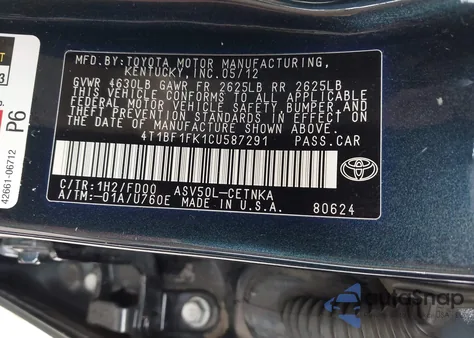 MFD.BY:TOYOTA MOTOR MANUFACTURING,
KENTUCKY,INC.05/12
GVWR 4630LB GAWR FR 2625LB RR 2625LB
THIS VEHICLE CONFORMS TO ALL APPLICABLE
FEDERAL MOTOR VEHICLE SAFETY, BUMPER, AND
THEFT PREVENTION STANDARDS IN EFFECT ON
THE DATE OF MANUFACTURE SHOWN ABOVE.
4T1BF1FK1CU587291 PASS.CAR
C/TR:1H2/FD00 ASV50L-CETNKA
A/TM:-01A/U760E MADE IN U.S.A.
80624
TOYOTA
P6
42661-06712
AutoSnap